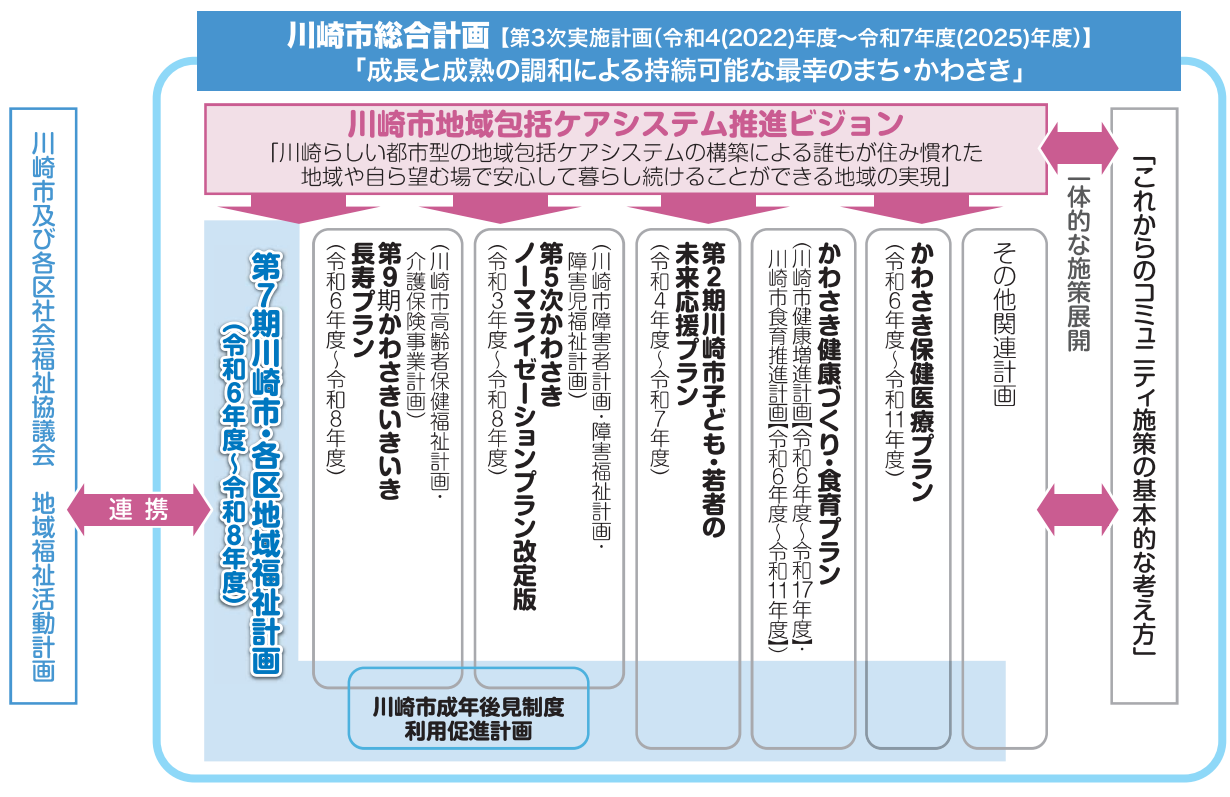 川崎市総合計画【第3次実施計画(令和4(2022)年度～令和7年度(2025)年度)】
「成長と成熟の調和による持続可能な最幸のまち・かわさき」
川崎市地域包括ケアシステム推進ビジョン
「川崎らしい都市型の地域包括ケアシステムの構築による誰もが住み慣れた
地域や自ら望む場で安心して暮らし続けることができる地域の実現」
「これからのコミュニティ施策の基本的な考え方」
一体的な施策展開
その他関連計画
かわさき保健医療プラン
(令和6年度～令和11年度)
かわさき健康づくり・食育プラン
(川崎市健康増進計画【令和6年度～令和17年度】・
川崎市食育推進計画【令和6年度～令和11年度】)
第2期川崎市子ども・若者の
未来応援プラン
(令和4年度～令和7年度)
(川崎市障害者計画・障害福祉計画・
障害児福祉計画)
第5次かわさき
ノーマライゼーションプラン改定版
(令和3年度～令和8年度)
(川崎市高齢者保健福祉計画・
介護保険事業計画)
第9期かわさきいきいき
長寿プラン
(令和6年度～令和8年度)
第7期川崎市・各区地域福祉計画
(令和6年度～令和8年度)
川崎市成年後見制度
利用促進計画
連携
川崎市及び各区社会福祉協議会 地域福祉活動計画